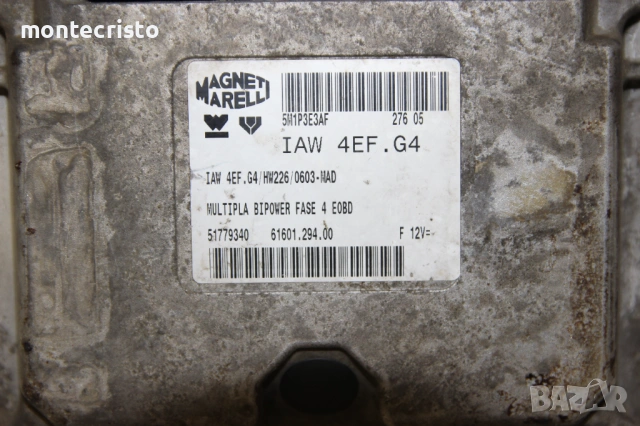 montecristo
MAGNETI
MARELLI
5M1P3E3AF 276 05
IAW 4EF.G4
IAW 4EF.G4/HW226/0603-MAD
MULTIPLA BIPOWER FASE 4 EOBD
51779340 61601.294.00 F 12V=
BAZAR